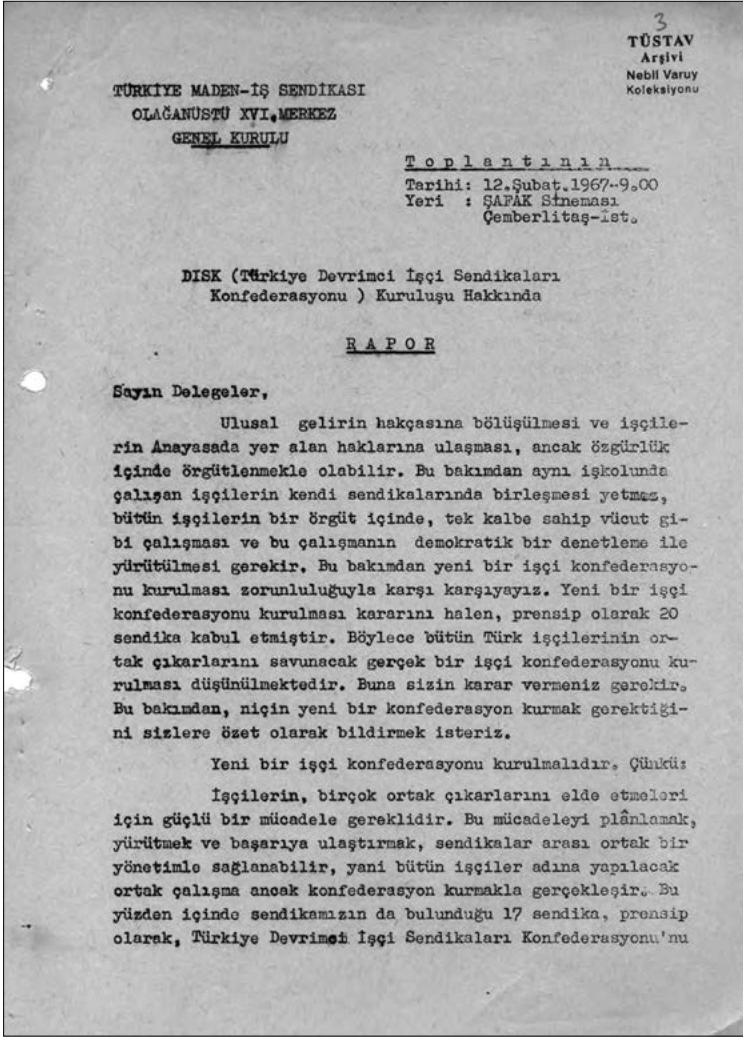 3
TÜSTAV
Arşivi
Nebil Varuy
Koleksiyonu
TÜRKİYE MADEN-İŞ SENDİKASI
OLAĞANÜSTÜ XVI.MERKEZ
GENEL KURULU
Toplantının
Tarihi: 12.Şubat.1967-9.00
Yeri : ŞAFAK Sineması
Çemberlitaş-İst.
DISK (Türkiye Devrimci İşçi Sendikaları
Konfederasyonu ) Kuruluşu Hakkında
RAPOR
Sayın Delegeler,
Ulusal gelirin hakçasına bölüşülmesi ve işçile-
rin Anayasada yer alan haklarına ulaşması, ancak özgürlük
içinde örgütlenmekle olabilir. Bu bakımdan aynı işkolunda
çalışan işçilerin kendi sendikalarında birleşmesi yetmez,
bütün işçilerin bir örgüt içinde, tek kalbe sahip vücut gi-
bi çalışması ve bu çalışmanın demokratik bir denetleme ile
yürütülmesi gerekir. Bu bakımdan yeni bir işçi konfederasyo-
nu kurulması zorunluluğuyla karşı karşıyayız. Yeni bir işçi
konfederasyonu kurulması kararını halen, prensip olarak 20
sendika kabul etmiştir. Böylece bütün Türk işçilerinin or-
tak çıkarlarını savunacak gerçek bir işçi konfederasyonu ku-
rulması düşünülmektedir. Buna sizin karar vermeniz gerekir.
Bu bakımdan, niçin yeni bir konfederasyon kurmak gerektiği-
ni sizlere özet olarak bildirmek isteriz.
Yeni bir işçi konfederasyonu kurulmalıdır. Çünkü:
İşçilerin, birçok ortak çıkarlarını elde etmeleri
için güçlü bir mücadele gereklidir. Bu mücadeleyi plânlamak,
yürütmek ve başarıya ulaştırmak, sendikalar arası ortak bir
yönetimle sağlanabilir, yani bütün işçiler adına yapılacak
ortak çalışma ancak konfederasyon kurmakla gerçekleşir. Bu
yüzden içinde sendikamızın da bulunduğu 17 sendika, prensip
olarak, Türkiye Devrimci İşçi Sendikaları Konfederasyonu'nu